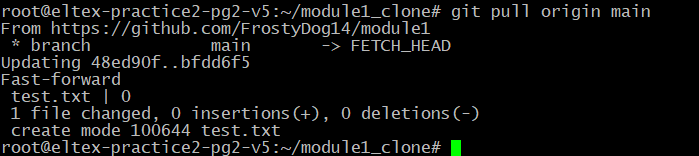 root@eltex-practice2-pg2-v5:~/module1_clone# git pull origin main
From https://github.com/FrostyDog14/module1
 * branch            main       -> FETCH_HEAD
Updating 48ed90f..bfdd6f5
Fast-forward
 test.txt | 0
 1 file changed, 0 insertions(+), 0 deletions(-)
 create mode 100644 test.txt
root@eltex-practice2-pg2-v5:~/module1_clone#